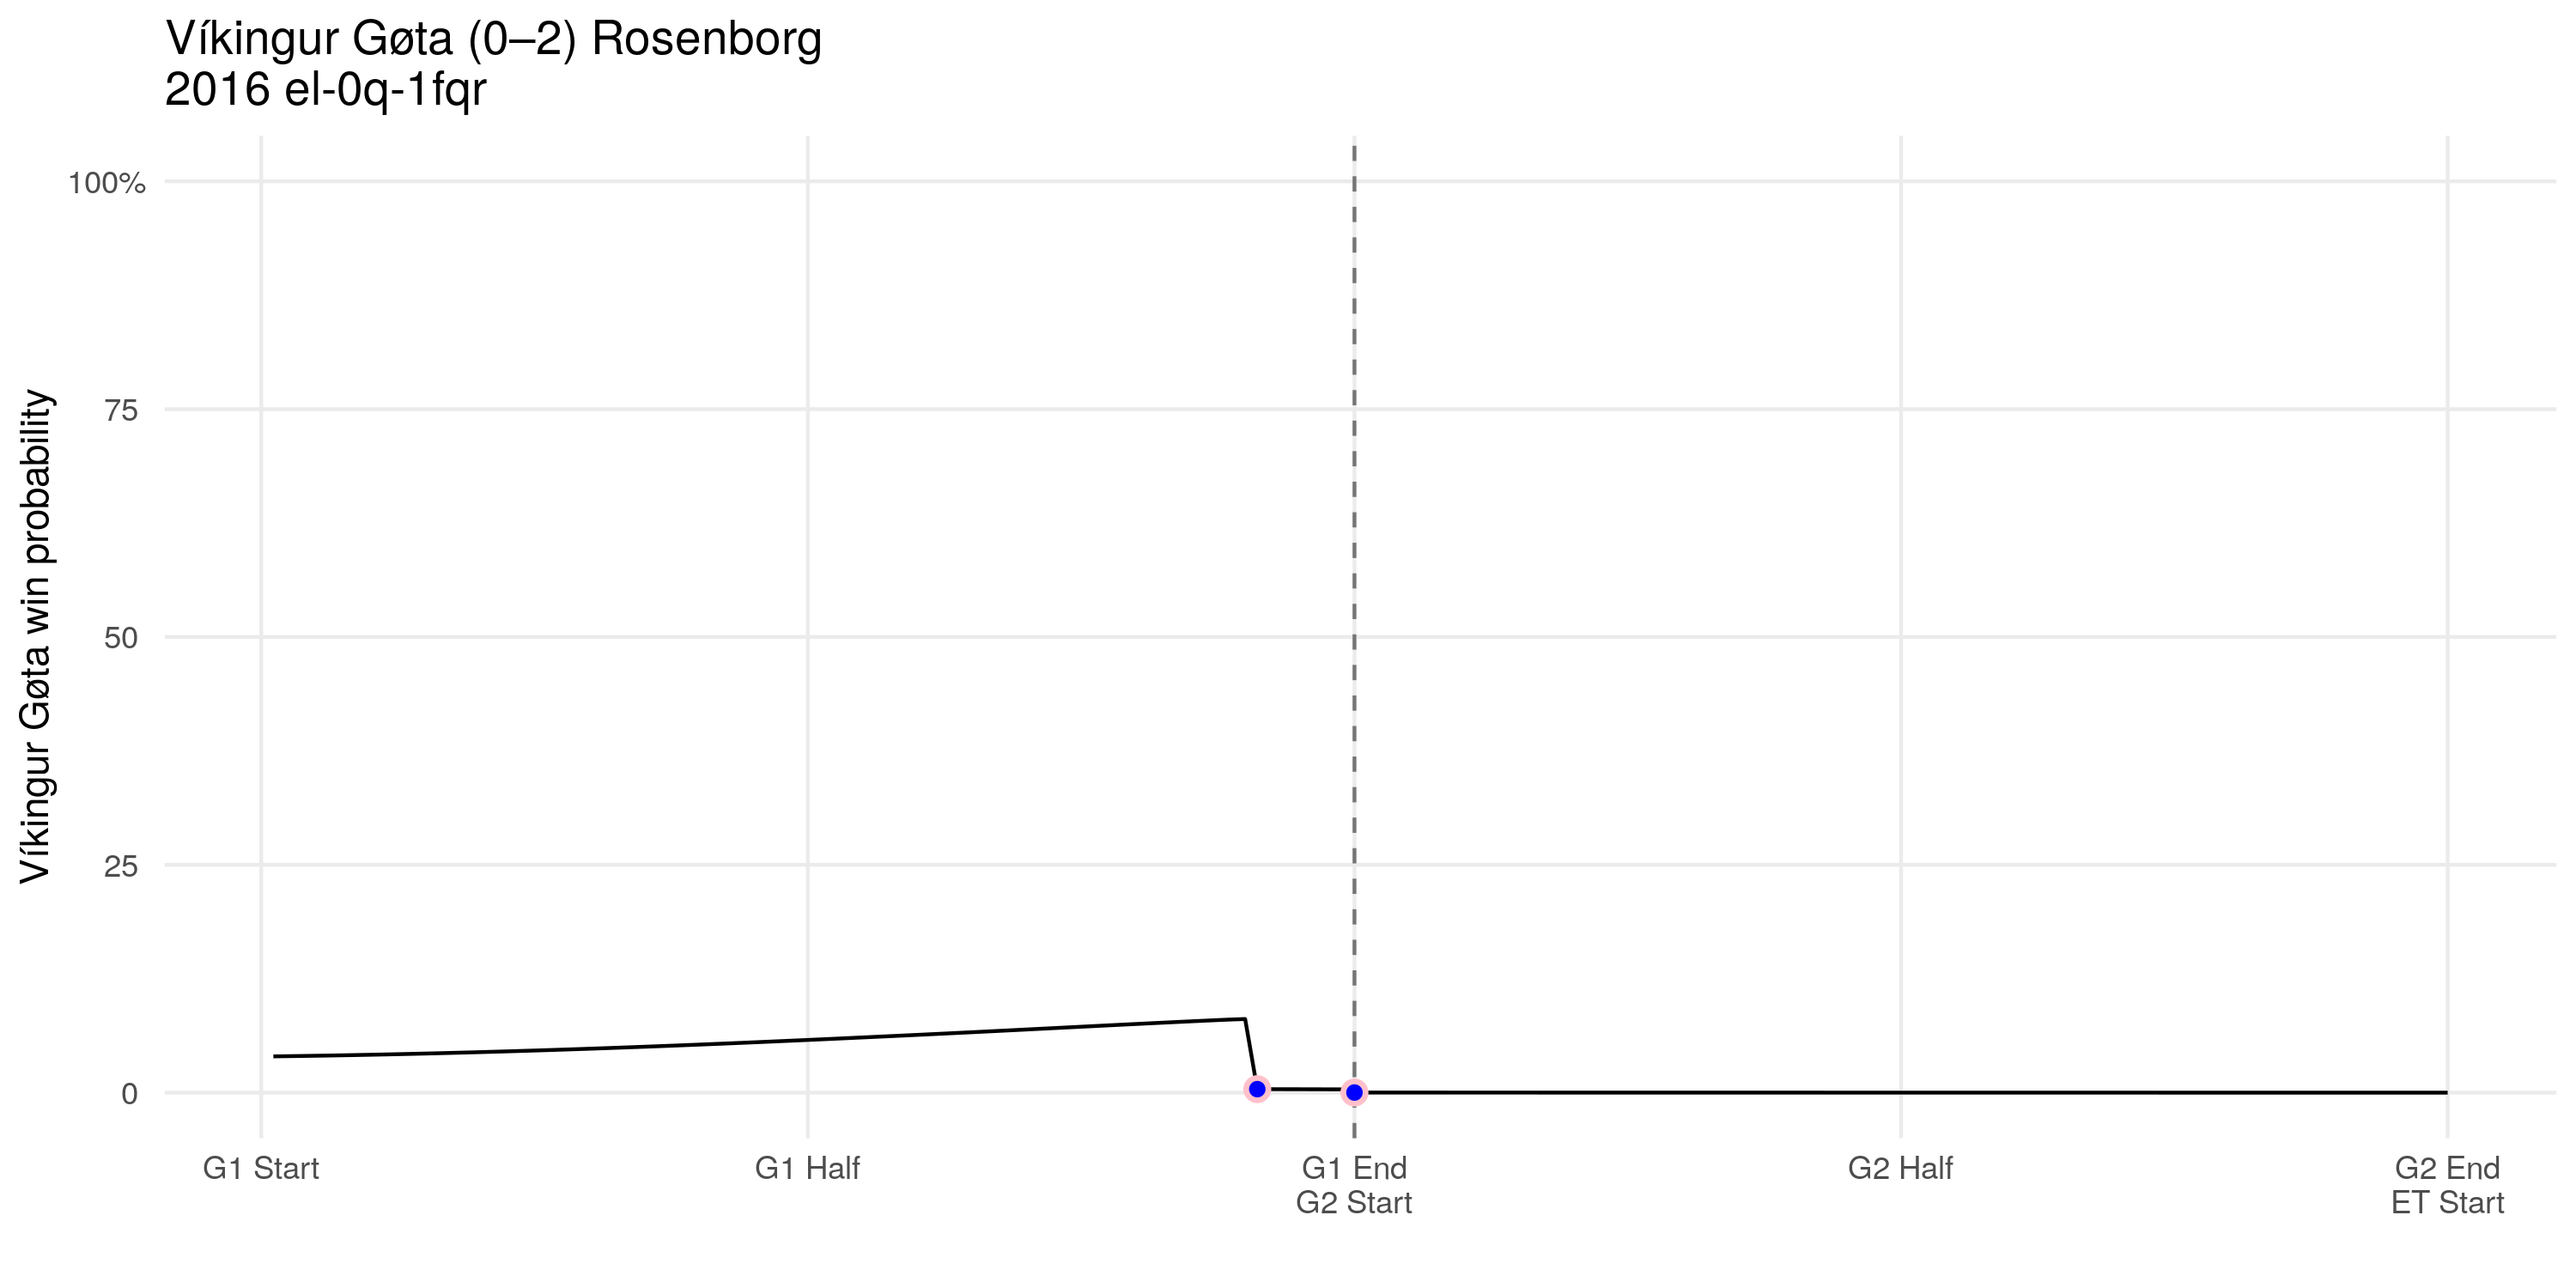 Víkingur Gøta (0–2) Rosenborg
2016 el-0q-1fqr
Víkingur Gøta win probability
100%
75
50
25
0
G1 Start
G1 Half
G1 End
G2 Start
G2 Half
G2 End
ET Start